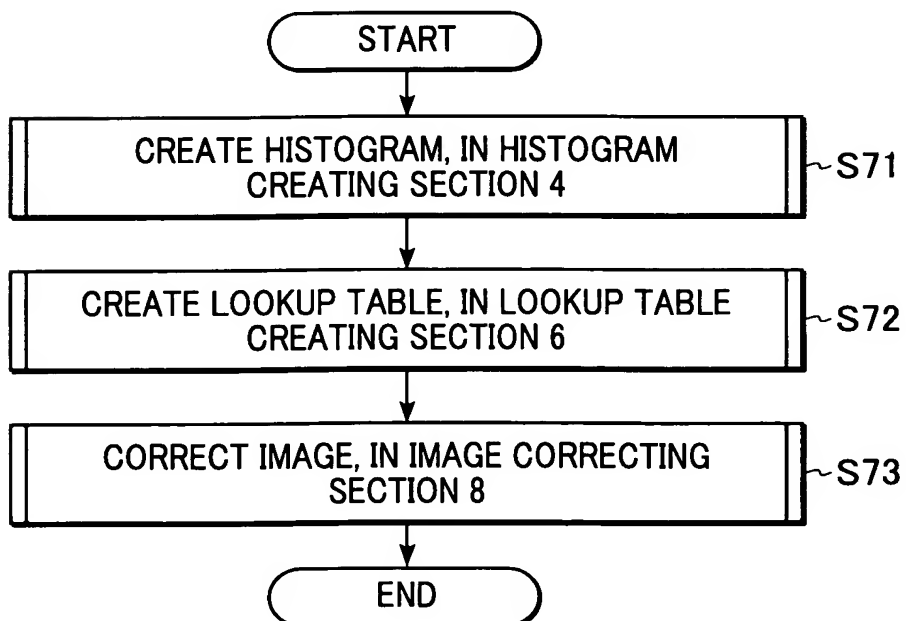 START
CREATE HISTOGRAM, IN HISTOGRAM
CREATING SECTION 4
S71
CREATE LOOKUP TABLE, IN LOOKUP TABLE
CREATING SECTION 6
S72
CORRECT IMAGE, IN IMAGE CORRECTING
SECTION 8
S73
END